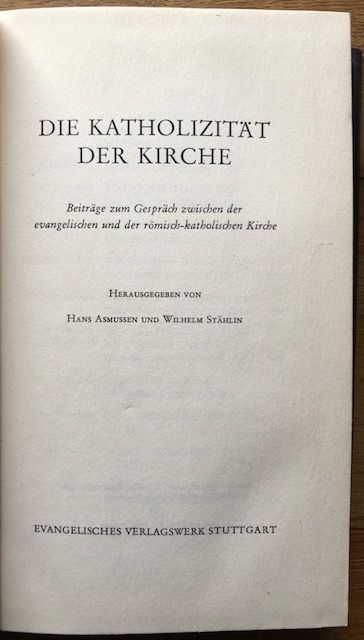 DIE KATHOLIZITÄT
DER KIRCHE
Beiträge zum Gespräch zwischen der
evangelischen und der römisch-katholischen Kirche
HERAUSGEGEBEN VON
HANS ASMUSSEN UND WILHELM STÄHLIN
EVANGELISCHES VERLAGSWERK STUTTGART